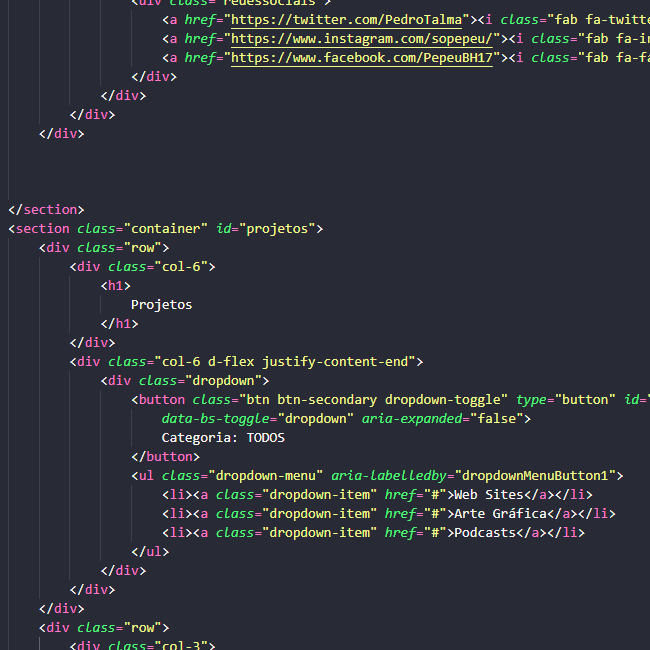 <div class="redessociais">
<a href="https://twitter.com/PedroTalma"><i class="fab fa-twitte
<a href="https://www.instagram.com/sopepeu/"><i class="fab fa-in
<a href="https://www.facebook.com/PepeuBH17"><i class="fab fa-fa
</div>
</div>
</div>
</div>
</section>
<section class="container" id="projetos">
<div class="row">
<div class="col-6">
<h1>
Projetos
</h1>
</div>
<div class="col-6 d-flex justify-content-end">
<div class="dropdown">
<button class="btn btn-secondary dropdown-toggle" type="button" id="
data-bs-toggle="dropdown" aria-expanded="false">
Categoria: TODOS
</button>
<ul class="dropdown-menu" aria-labelledby="dropdownMenuButton1">
<li><a class="dropdown-item" href="#">Web Sites</a></li>
<li><a class="dropdown-item" href="#">Arte Gráfica</a></li>
<li><a class="dropdown-item" href="#">Podcasts</a></li>
</ul>
</div>
</div>
</div>
<div class="row">
<div class="col-3">